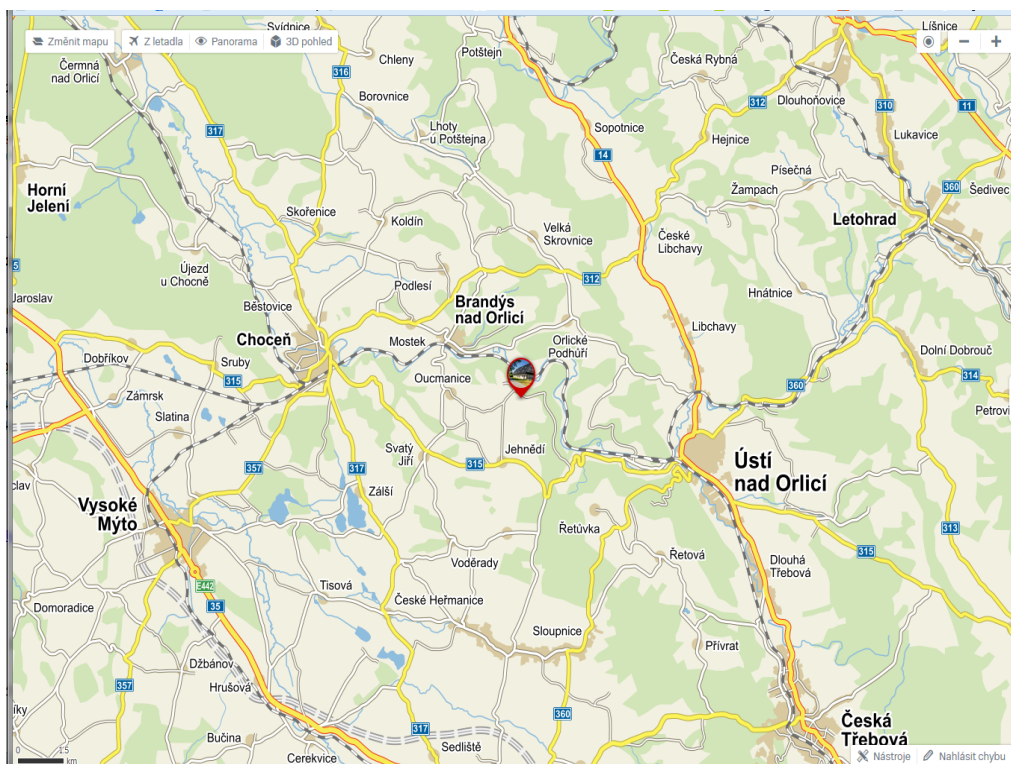 Změnit mapu
Z letadla
Panorama
3D pohled
Svídnice
Líšnice
Čermná
nad Orlicí
316
Chleny
Potštejn
Česká Rybná
317
Borovnice
312
Dlouhoňovice
310
11
Lhoty
u Potštejna
Sopotnice
Hejnice
Lukavice
14
Horní
Jelení
Písečná
Žampach
360
Šedivec
Skořenice
Koldín
Velká
Skrovnice
České
Libchavy
Letohrad
Újezd
u Chocně
312
Podlesí
Hnátnice
Jaroslav
Běstovice
Brandýs
nad Orlicí
Libchavy
Choceň
Mostek
Orlické
Podhůří
Dobříkov
Sruby
315
Oucmanice
Dolní Dobrouč
314
360
Zámrsk
Slatina
Petrovi
Svatý
Jiří
Jehnědí
315
357
317
Ústí
nad Orlicí
Zálší
Vysoké
Mýto
Řetůvka
313
Řetová
315
Voděrady
Dlouhá
Třebová
E442
Tisová
35
České Heřmanice
Domoradice
Sloupnice
Přívrat
Džbánov
357
Hrušová
360
Česká
Třebová
Bučina
317
Sedliště
Cerekvice
0
1.5
km
Nástroje
Nahlásit chybu